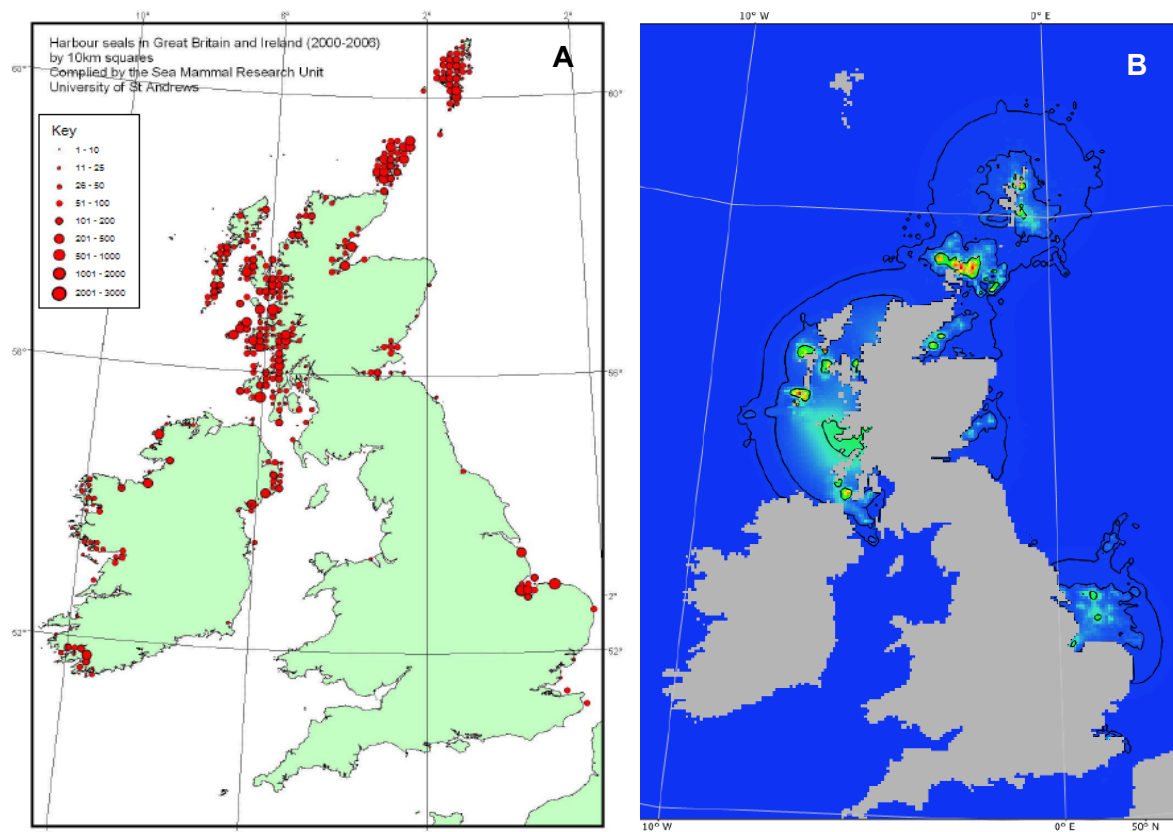 10°
8°
2°
2°
Harbour seals in Great Britain and Ireland (2000-2006)
by 10km squares
Complied by the Sea Mammal Research Unit
University of St Andrews
A
60°
60°
Key
1 - 10
11 - 25
26 - 50
51 - 100
101 - 200
201 - 500
501 - 1000
1001 - 2000
2001 - 3000
52°
52°
10° W
0° E
B
10° W
0° E
50° N